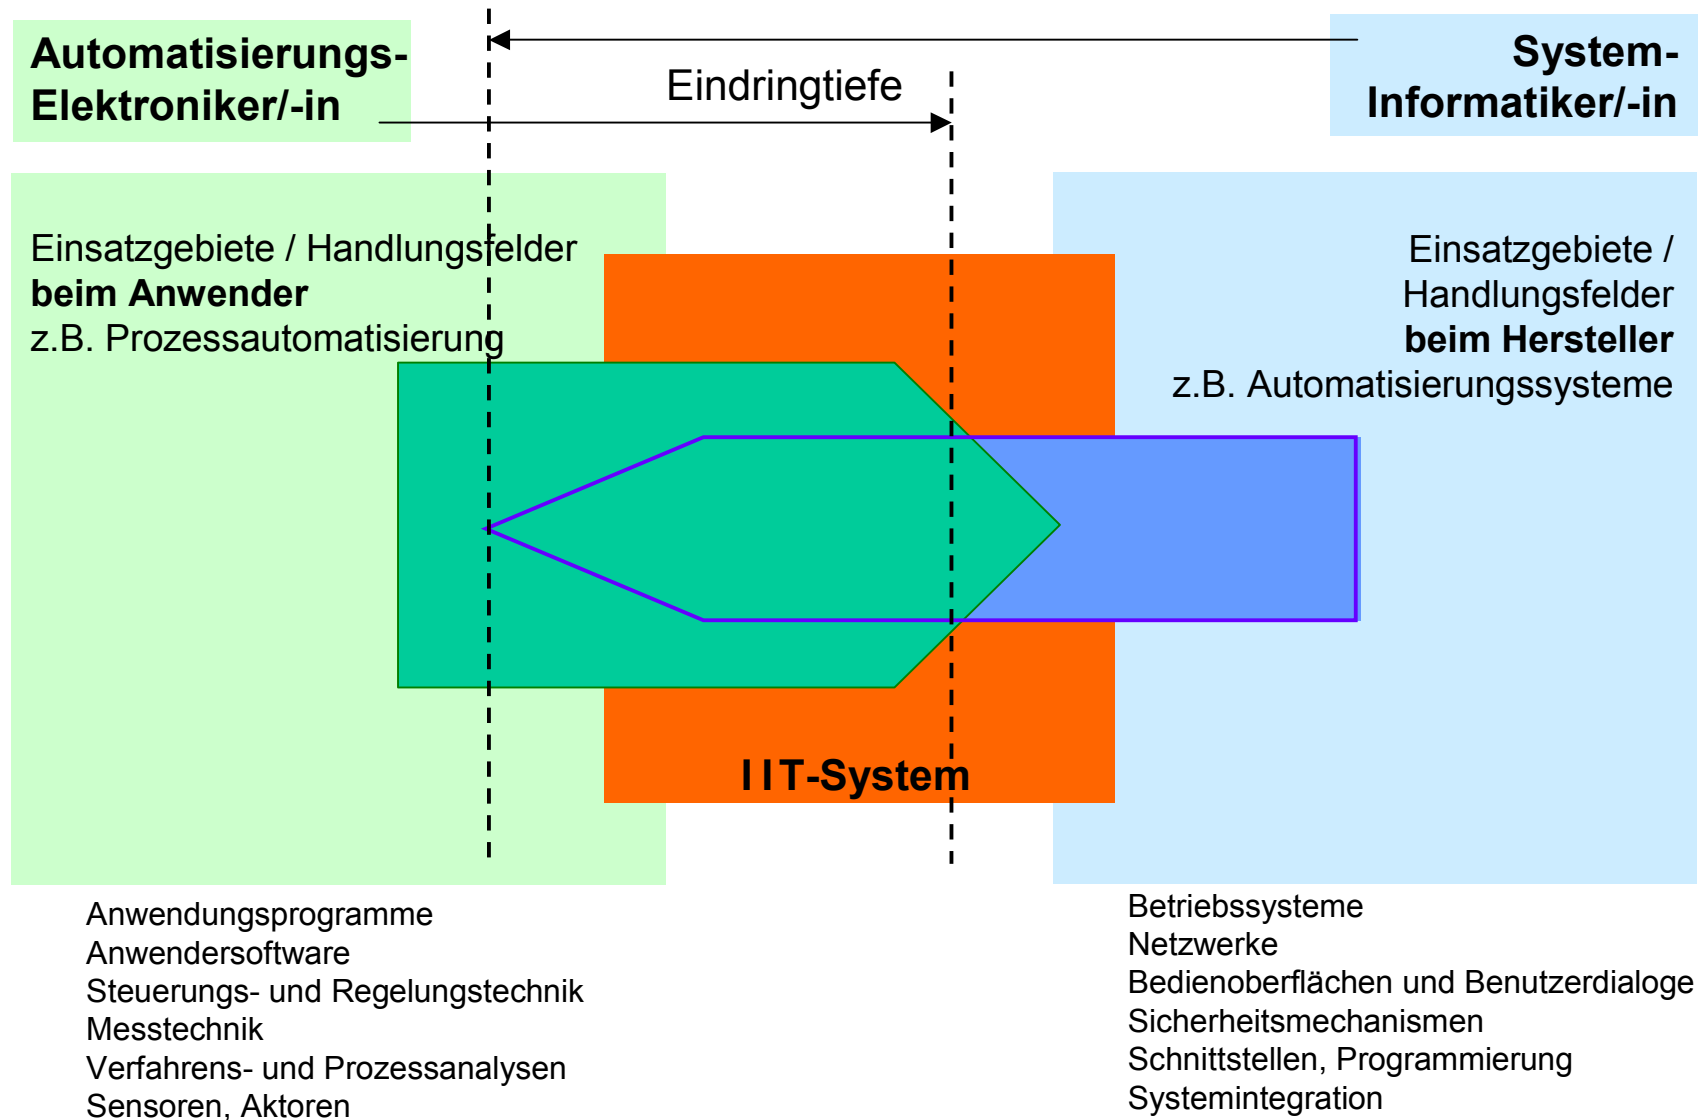 Automatisierungs-
Elektroniker/-in
Eindringtiefe
System-
Informatiker/-in
Einsatzgebiete / Handlungsfelder
beim Anwender
z.B. Prozessautomatisierung
Einsatzgebiete /
Handlungsfelder
beim Hersteller
z.B. Automatisierungssysteme
IIT-System
Anwendungsprogramme
Anwendersoftware
Steuerungs- und Regelungstechnik
Messtechnik
Verfahrens- und Prozessanalysen
Sensoren, Aktoren
Betriebssysteme
Netzwerke
Bedienoberflächen und Benutzerdialoge
Sicherheitsmechanismen
Schnittstellen, Programmierung
Systemintegration